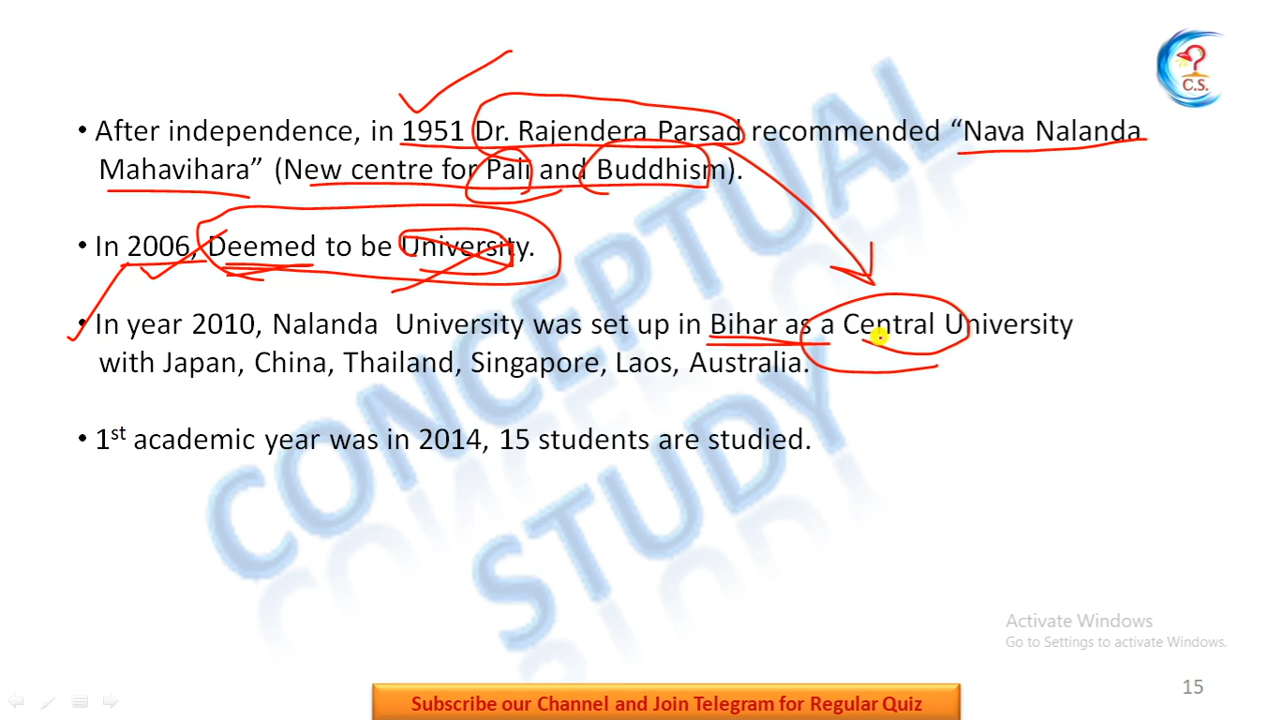 C.S.
• After independence, in 1951 Dr. Rajendera Parsad recommended “Nava Nalanda
Mahavihara” (New centre for Pali and Buddhism).
• In 2006, Deemed to be University.
• In year 2010, Nalanda University was set up in Bihar as a Central University
with Japan, China, Thailand, Singapore, Laos, Australia.
• 1st academic year was in 2014, 15 students are studied.
CONCEPTUAL
STUDY
Activate Windows
Go to Settings to activate Windows.
15
Subscribe our Channel and Join Telegram for Regular Quiz